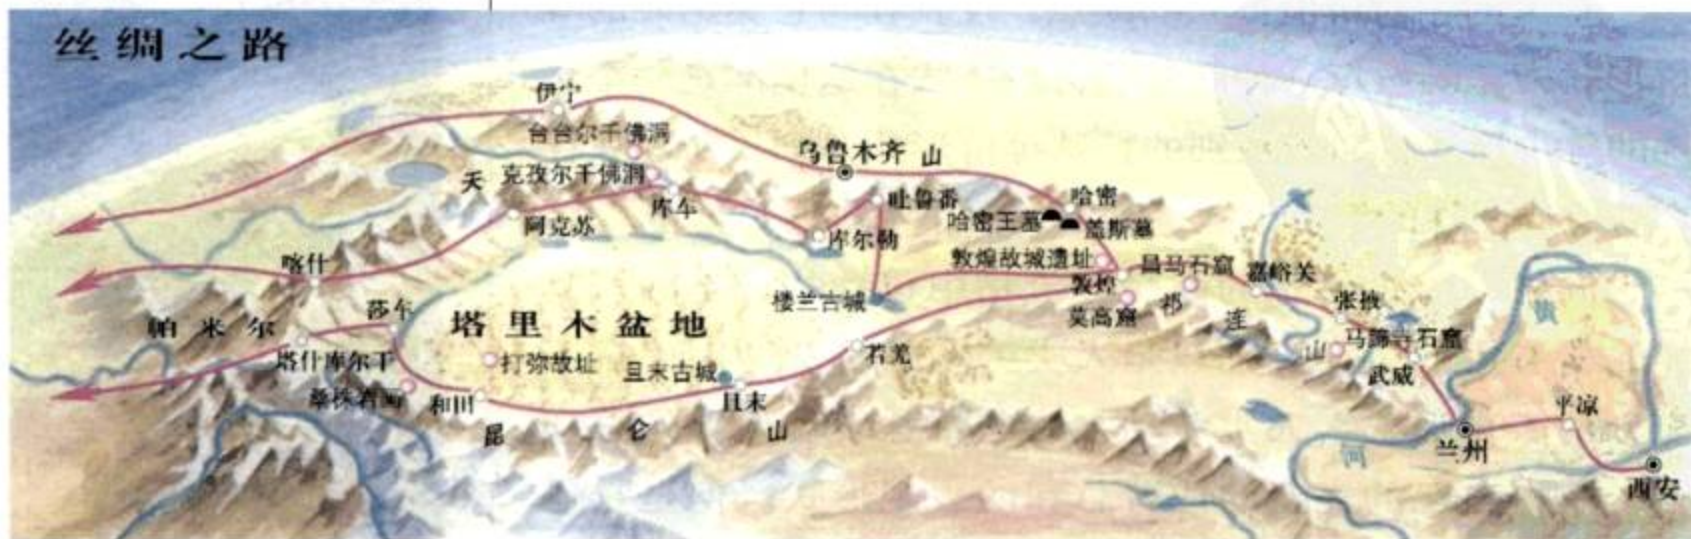 丝绸之路
伊宁
台台尔千佛洞
乌鲁木齐
山
天
克孜尔千佛洞
库车
吐鲁番
哈密
哈密王墓
盖斯墓
阿克苏
库尔勒
敦煌故城遗址
昌马石窟
嘉峪关
喀什
楼兰古城
敦煌
莫高窟
祁
连
山
张掖
黄
帕米尔
莎车
塔里木盆地
马蹄寺石窟
塔什库尔干
打弥故址
且末古城
若羌
武威
桑株岩画
和田
且末
平凉
昆
仑
山
兰州
河
西安